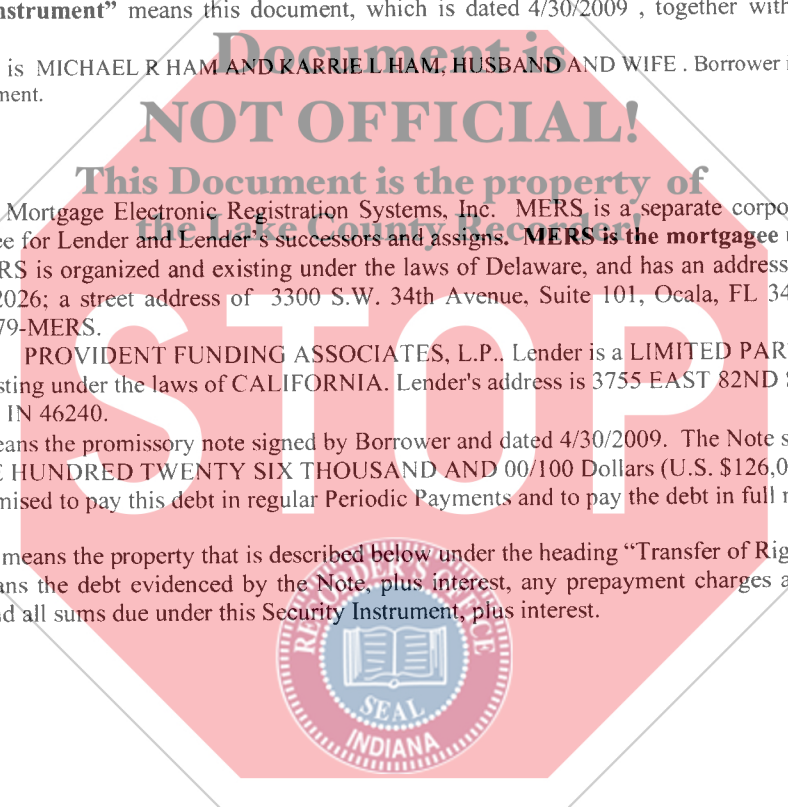 nstrument” means this document, which is dated 4/30/2009 , together with
Document is
is MICHAEL R HAM AND KARRIE L HAM, HUSBAND AND WIFE . Borrower i
ment.
NOT OFFICIAL!
This Document is the property of
Mortgage Electronic Registration Systems, Inc. MERS is a separate corpo
the Lake County Recorder!
ee for Lender and Lender's successors and assigns. MERS is the mortgagee
RS is organized and existing under the laws of Delaware, and has an address
2026; a street address of 3300 S.W. 34th Avenue, Suite 101, Ocala, FL 34
79-MERS.
STOP
PROVIDENT FUNDING ASSOCIATES, L.P.. Lender is a LIMITED PAR
sting under the laws of CALIFORNIA. Lender's address is 3755 EAST 82ND S
IN 46240.
eans the promissory note signed by Borrower and dated 4/30/2009. The Note s
E HUNDRED TWENTY SIX THOUSAND AND 00/100 Dollars (U.S. $126,0
mised to pay this debt in regular Periodic Payments and to pay the debt in full
means the property that is described below under the heading “Transfer of Rig
ans the debt evidenced by the Note, plus interest, any prepayment charges a
d all sums due under this Security Instrument, plus interest.
RECORDER'S OFFICE
SEAL
INDIANA